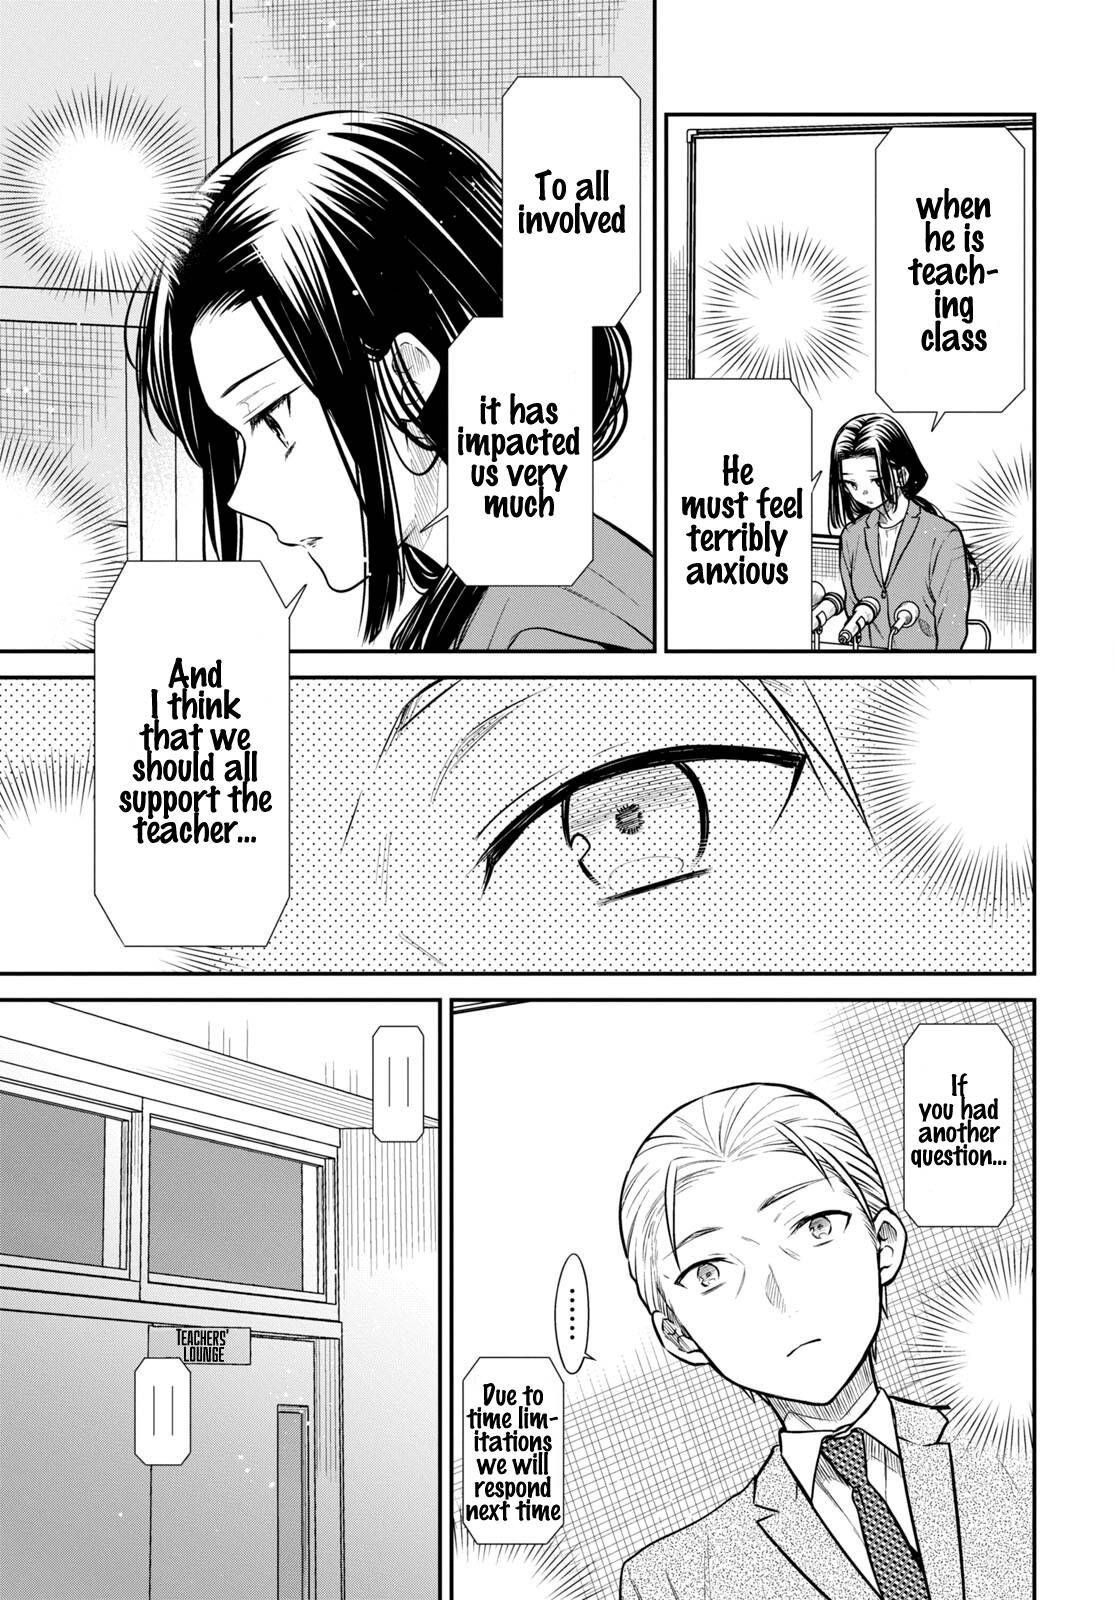 when
he is
teach-
ing
class
He
must feel
terribly
anxious
To all
involved
it has
impacted
us very
much
And
I think
that we
should all
support the
teacher...
If
you had
another
question...
......
Due to
time lim-
itations
we will
respond
next time
TEACHERS'
LOUNGE